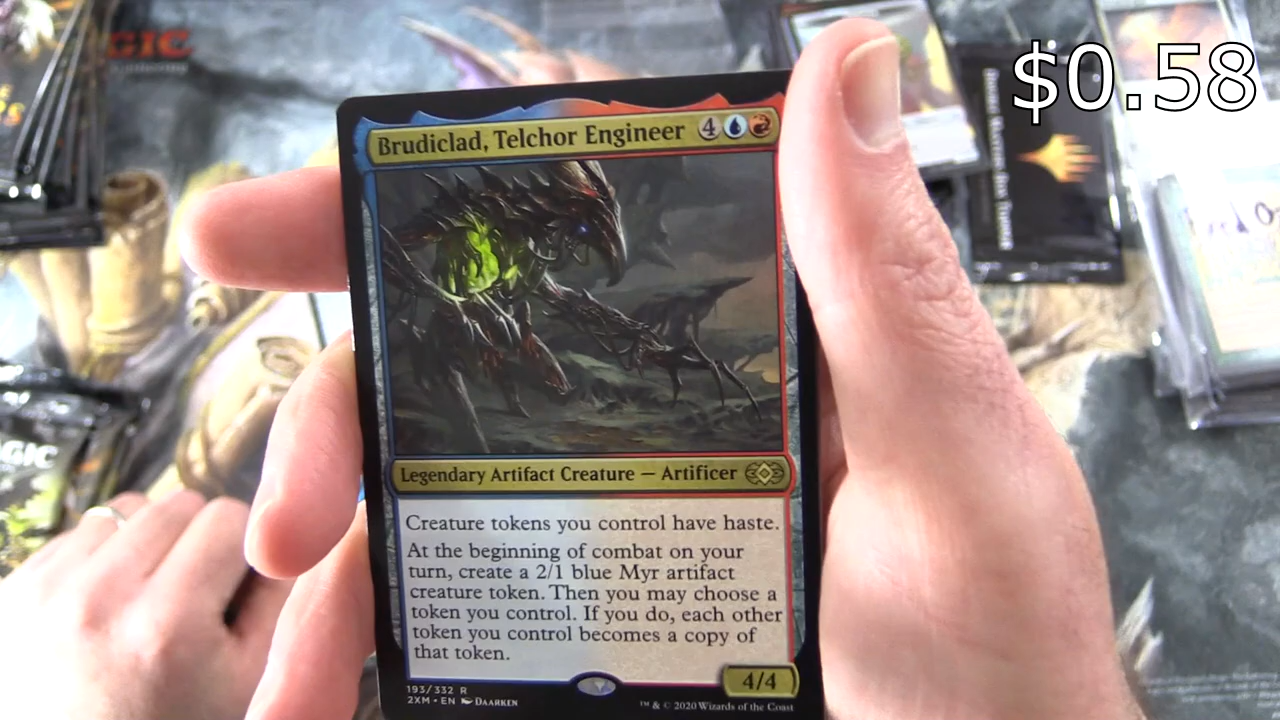 GIC
$0.58
Brudiclad, Telchor Engineer 4
Legendary Artifact Creature — Artificer
Creature tokens you control have haste.
At the beginning of combat on your
turn, create a 2/1 blue Myr artifact
creature token. Then you may choose a
token you control. If you do, each other
token you control becomes a copy of
that token.
4/4
193/332 R
2XM • EN DAARKEN
™ & © 2020 Wizards of the Coast
GIC